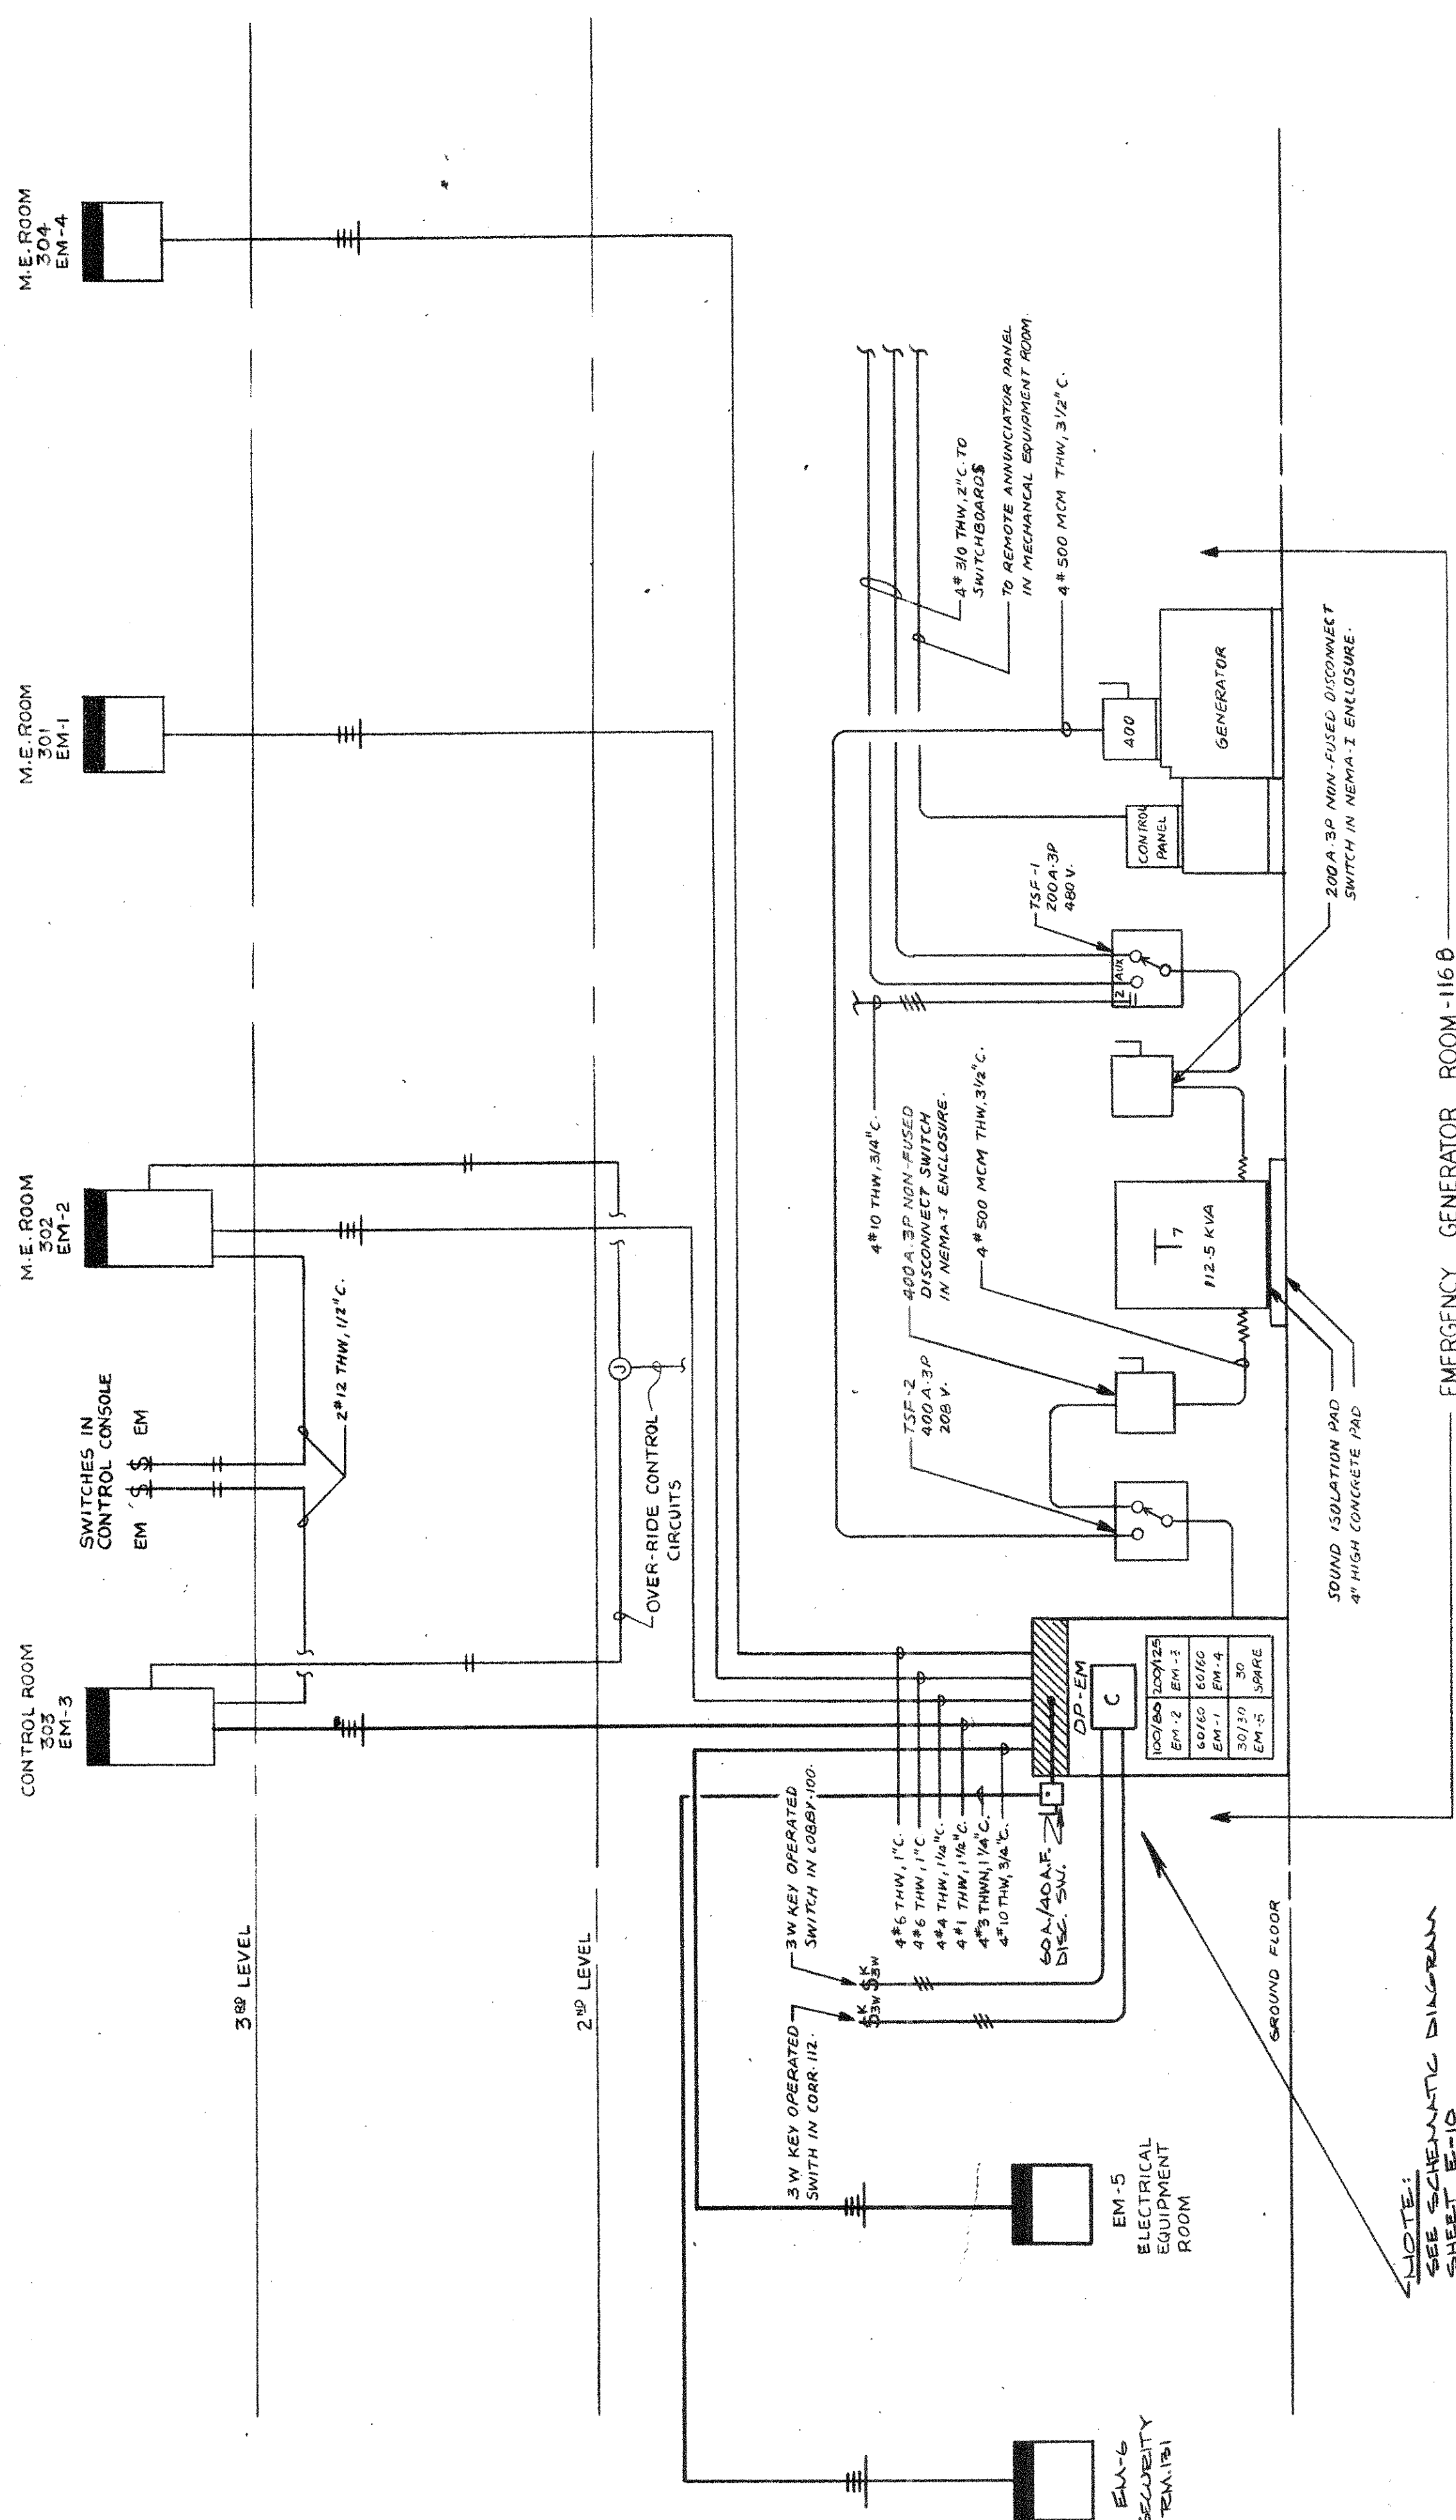 CONTROL ROOM
303
EM-3
SWITCHES IN
CONTROL CONSOLE
EM $ $ EM
M.E. ROOM
302
EM-2
M.E. ROOM
301
EM-1
M.E. ROOM
304
EM-4
3RD LEVEL
2#12 THW, 1/2"C.
2ND LEVEL
J
OVER-RIDE CONTROL
CIRCUITS
3 W KEY OPERATED
SWITH IN CORR. 112.
3 W KEY OPERATED
SWITCH IN LOBBY-100.
$K
3W
$K
3W
4#6 THW, 1"C.
4#6 THW, 1"C
4#4 THW, 1 1/4"C.
4#1 THW, 1 1/2"C.
4#3 THWN, 1 1/4"C.
4#10 THW, 3/4"C.
60A./40A.F.
DISC. SW.
DP-EM
C
100/80 200/125
EM-2 EM-3
60/60 60/60
EM-1 EM-4
30/30 30
EM-5 SPARE
TSF-2
400 A.3P
208 V.
400 A.3P NON-FUSED
DISCONNECT SWITCH
IN NEMA-I ENCLOSURE.
4#500 MCM THW, 3 1/2"C.
4#10 THW, 3/4"C.
T7
112.5 KVA
2 AUX
TSF-1
200A.3P
480 V.
CONTROL
PANEL
400
GENERATOR
4# 3/0 THW, 2"C. TO
SWITCHBOARDS
TO REMOTE ANNUNCIATOR PANEL
IN MECHANCAL EQUIPMENT ROOM.
4#500 MCM THW, 3 1/2"C.
200A.3P NON-FUSED DISCONNECT
SWITCH IN NEMA-I ENCLOSURE.
SOUND ISOLATION PAD
4" HIGH CONCRETE PAD
EM-6
SECURITY
RM.131
EM-5
ELECTRICAL
EQUIPMENT
ROOM
GROUND FLOOR
EMERGENCY GENERATOR ROOM-116B
NOTE:
SEE SCHEMATIC DIAGRAM
SHEET E-10